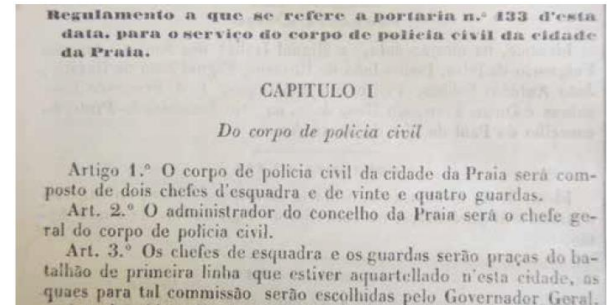 Regulamento a que se refere a portaria n.º 133 d'esta
data, para o serviço do corpo de policia civil da cidade
da Praia.
CAPITULO I
Do corpo de policia civil
Artigo 1.º O corpo de policia civil da cidade da Praia será com-
posto de dois chefes d'esquadra e de vinte e quatro guardas.
Art. 2.º O administrador do concelho da Praia será o chefe ge-
ral do corpo de policia civil.
Art. 3.º Os chefes de esquadra e os guardas serão praças do ba-
talhão de primeira linha que estiver aquartellado n'esta cidade, as
quaes para tal commissão serão escolhidas pelo Governador Geral,